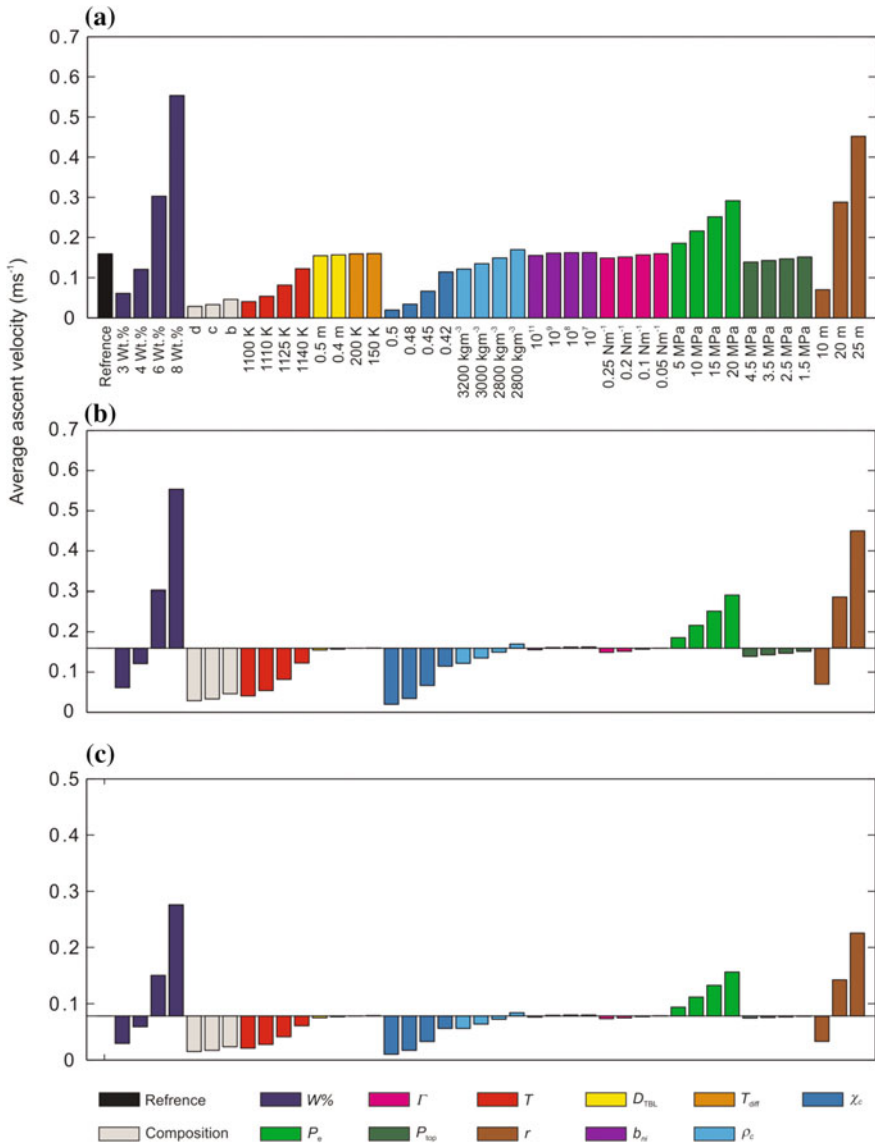 (a)
0.7
0.6
0.5
0.4
0.3
0.2
0.1
0
Average ascent velocity (ms⁻¹)
Refrence
3 Wt.%
4 Wt.%
6 Wt.%
8 Wt.%
d
c
b
1100 K
1110 K
1125 K
1140 K
0.5 m
0.4 m
200 K
150 K
0.5
0.48
0.45
0.42
3200 kgm⁻³
3000 kgm⁻³
2800 kgm⁻³
2800 kgm⁻³
10¹¹
10⁹
10⁸
10⁷
0.25 Nm⁻¹
0.2 Nm⁻¹
0.1 Nm⁻¹
0.05 Nm⁻¹
5 MPa
10 MPa
15 MPa
20 MPa
4.5 MPa
3.5 MPa
2.5 MPa
1.5 MPa
10 m
20 m
25 m
(b)
0.7
0.6
0.5
0.4
0.3
0.2
0.1
0
(c)
0.5
0.4
0.3
0.2
0.1
0
Refrence W% Γ T D_TBL T_diff χ_c
Composition P_e P_top r b_ni ρ_c